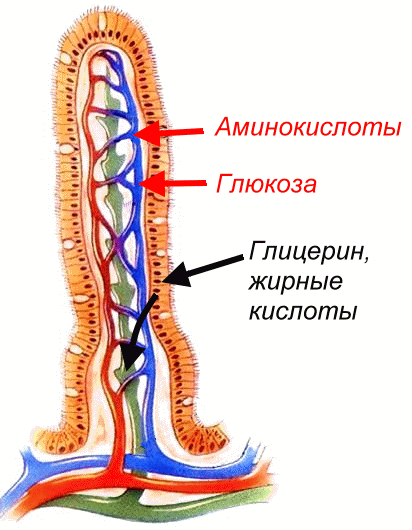 Аминокислоты
Глюкоза
Глицерин,
жирные
кислоты